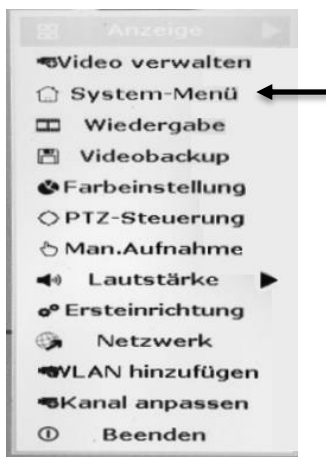 Anzeige
Video verwalten
System-Menü
Wiedergabe
Videobackup
Farbeinstellung
PTZ-Steuerung
Man.Aufnahme
Lautstärke
Ersteinrichtung
Netzwerk
WLAN hinzufügen
Kanal anpassen
Beenden